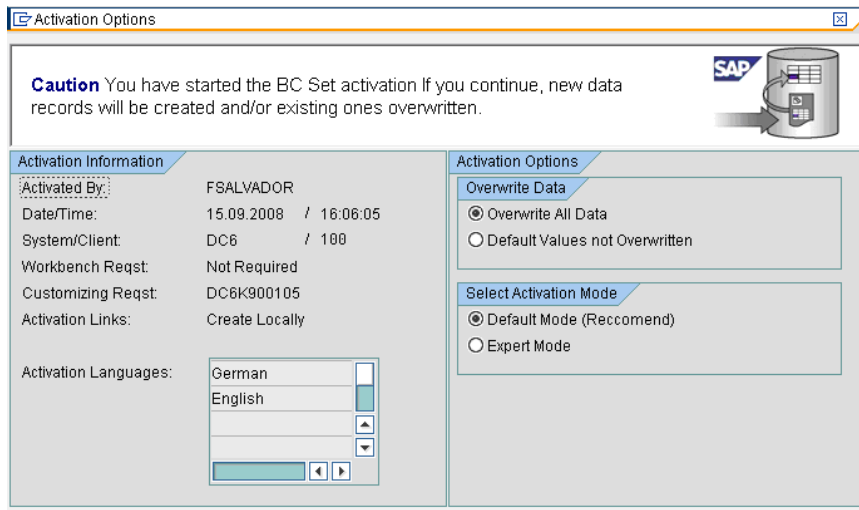 Activation Options
Caution You have started the BC Set activation If you continue, new data
records will be created and/or existing ones overwritten.
SAP
Activation Information
Activated By: FSALVADOR
Date/Time: 15.09.2008 / 16:06:05
System/Client: DC6 / 100
Workbench Reqst: Not Required
Customizing Reqst: DC6K900105
Activation Links: Create Locally
Activation Languages: German
English
Activation Options
Overwrite Data
Overwrite All Data
Default Values not Overwritten
Select Activation Mode
Default Mode (Reccomend)
Expert Mode